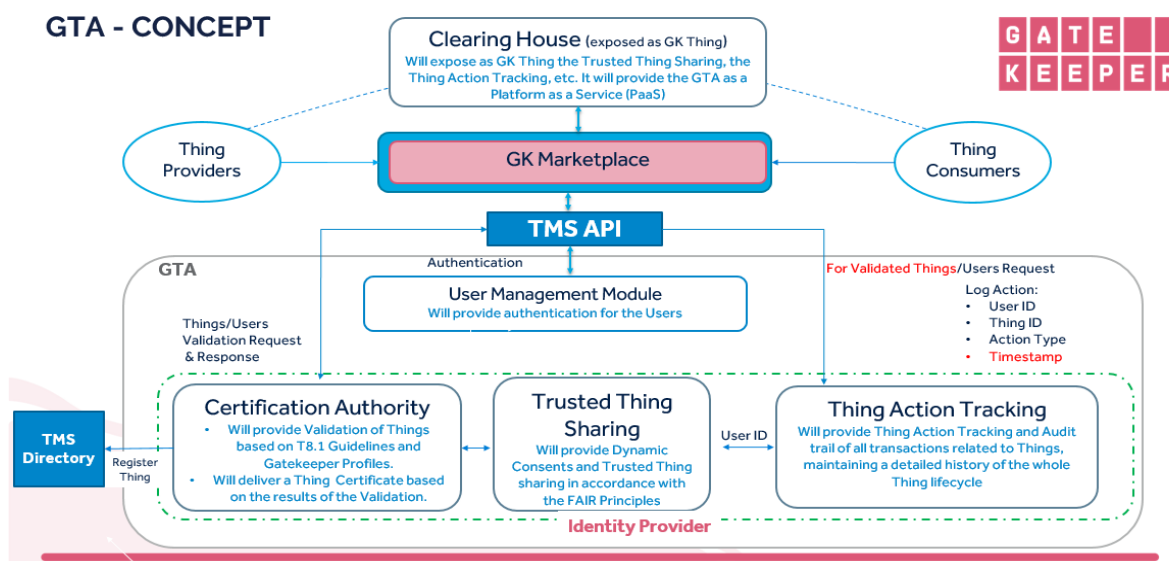 GTA - CONCEPT
GATE
KEEPER
Clearing House (exposed as GK Thing)
Will expose as GK Thing the Trusted Thing Sharing, the
Thing Action Tracking, etc. It will provide the GTA as a
Platform as a Service (PaaS)
Thing
Providers
GK Marketplace
Thing
Consumers
TMS API
GTA
Authentication
For Validated Things/Users Request
User Management Module
Will provide authentication for the Users
Log Action:
• User ID
• Thing ID
• Action Type
• Timestamp
Things/Users
Validation Request
& Response
TMS
Directory
Register
Thing
Certification Authority
• Will provide Validation of Things
based on T8.1 Guidelines and
Gatekeeper Profiles.
• Will deliver a Thing Certificate based
on the results of the Validation.
Trusted Thing
Sharing
Will provide Dynamic
Consents and Trusted Thing
sharing in accordance with
the FAIR Principles
User ID
Thing Action Tracking
Will provide Thing Action Tracking and Audit
trail of all transactions related to Things,
maintaining a detailed history of the whole
Thing lifecycle
Identity Provider